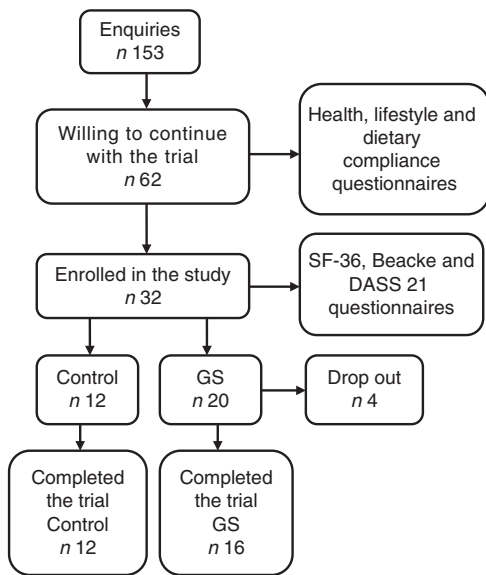 Enquiries
n 153
Willing to continue
with the trial
n 62
Health, lifestyle and
dietary
compliance
questionnaires
Enrolled in the study
n 32
SF-36, Beacke and
DASS 21
questionnaires
Control
n 12
GS
n 20
Drop out
n 4
Completed
the trial
Control
n 12
Completed
the trial
GS
n 16